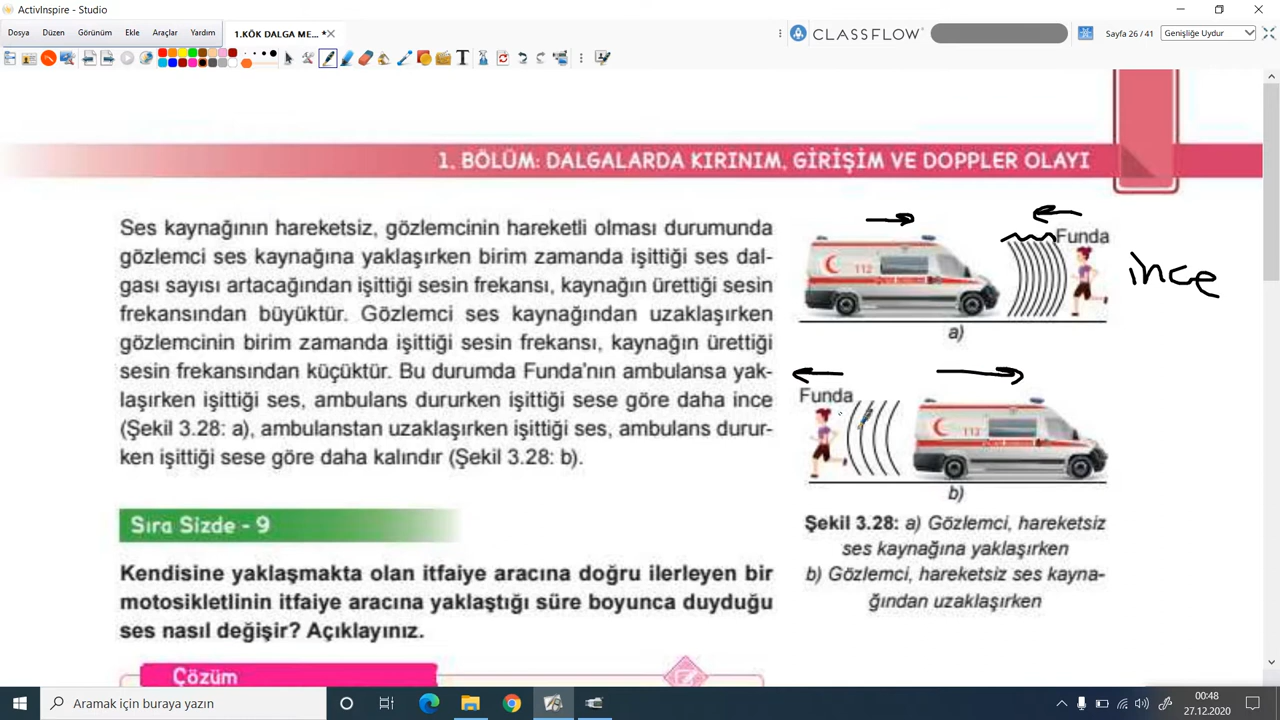 ActivInspire - Studio
Dosya Düzen Görünüm Ekle Araçlar Yardım
1.KÖK DALGA ME... *
CLASSFLOW
Sayfa 26 / 41
Genişliğe Uydur
1. BÖLÜM: DALGALARDA KIRINIM, GİRİŞİM VE DOPPLER OLAYI
Ses kaynağının hareketsiz, gözlemcinin hareketli olması durumunda
gözlemci ses kaynağına yaklaşırken birim zamanda işittiği ses dal-
gası sayısı artacağından işittiği sesin frekansı, kaynağın ürettiği sesin
frekansından büyüktür. Gözlemci ses kaynağından uzaklaşırken
gözlemcinin birim zamanda işittiği sesin frekansı, kaynağın ürettiği
sesin frekansından küçüktür. Bu durumda Funda'nın ambulansa yak-
laşırken işittiği ses, ambulans dururken işittiği sese göre daha ince
(Şekil 3.28: a), ambulanstan uzaklaşırken işittiği ses, ambulans durur-
ken işittiği sese göre daha kalındır (Şekil 3.28: b).
Funda
112
ince
a)
Funda
112
b)
Şekil 3.28: a) Gözlemci, hareketsiz
ses kaynağına yaklaşırken
b) Gözlemci, hareketsiz ses kayna-
ğından uzaklaşırken
Sıra Sizde - 9
Kendisine yaklaşmakta olan itfaiye aracına doğru ilerleyen bir
motosikletlinin itfaiye aracına yaklaştığı süre boyunca duyduğu
ses nasıl değişir? Açıklayınız.
Çözüm
Aramak için buraya yazın
00:48
27.12.2020